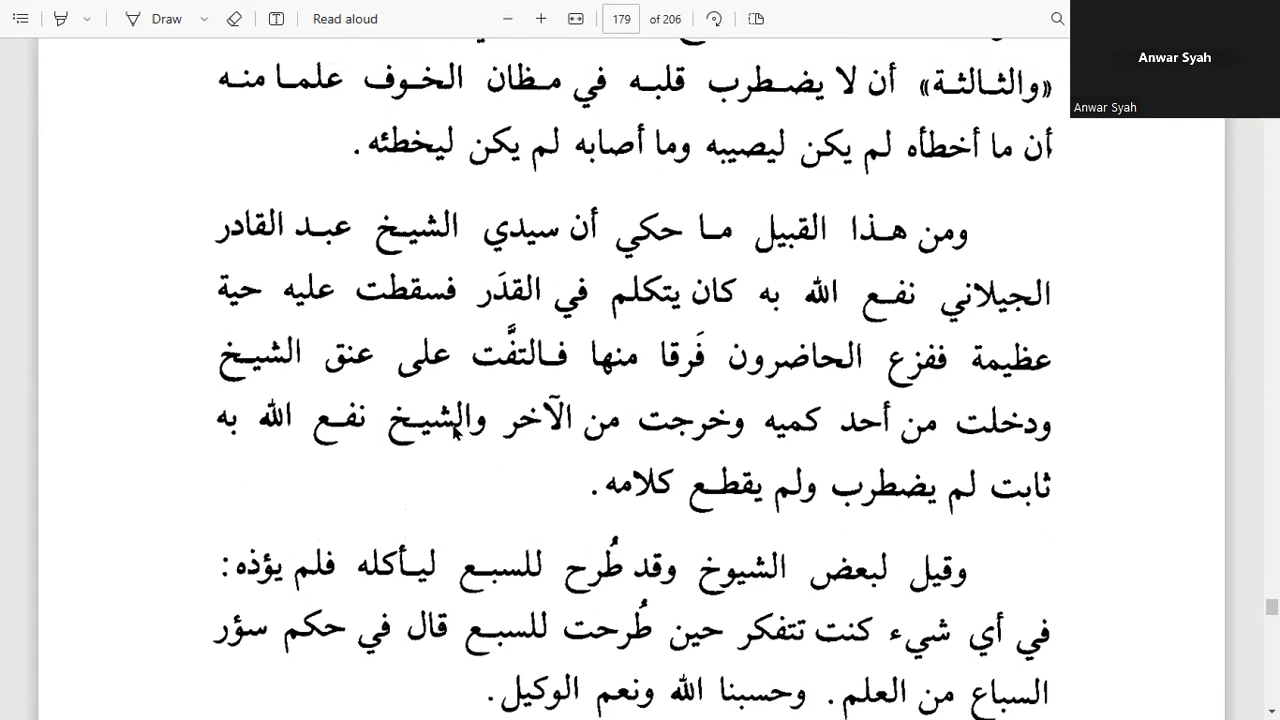 Draw
Read aloud
179
of 206
Anwar Syah
Anwar Syah
«والثالثة» أن لا يضطرب قلبه في مظان الخوف علما منه
أن ما أخطأه لم يكن ليصيبه وما أصابه لم يكن ليخطئه.
ومن هذا القبيل ما حكي أن سيدي الشيخ عبد القادر
الجيلاني نفع الله به كان يتكلم في القدَر فسقطت عليه حية
عظيمة ففزع الحاضرون فَرقا منها فالتفَّت على عنق الشيخ
ودخلت من أحد كميه وخرجت من الآخر والشيخ نفع الله به
ثابت لم يضطرب ولم يقطع كلامه.
وقيل لبعض الشيوخ وقد طُرح للسبع ليأكله فلم يؤذه:
في أي شيء كنت تتفكر حين طُرحت للسبع قال في حكم سؤر
السباع من العلم. وحسبنا الله ونعم الوكيل.